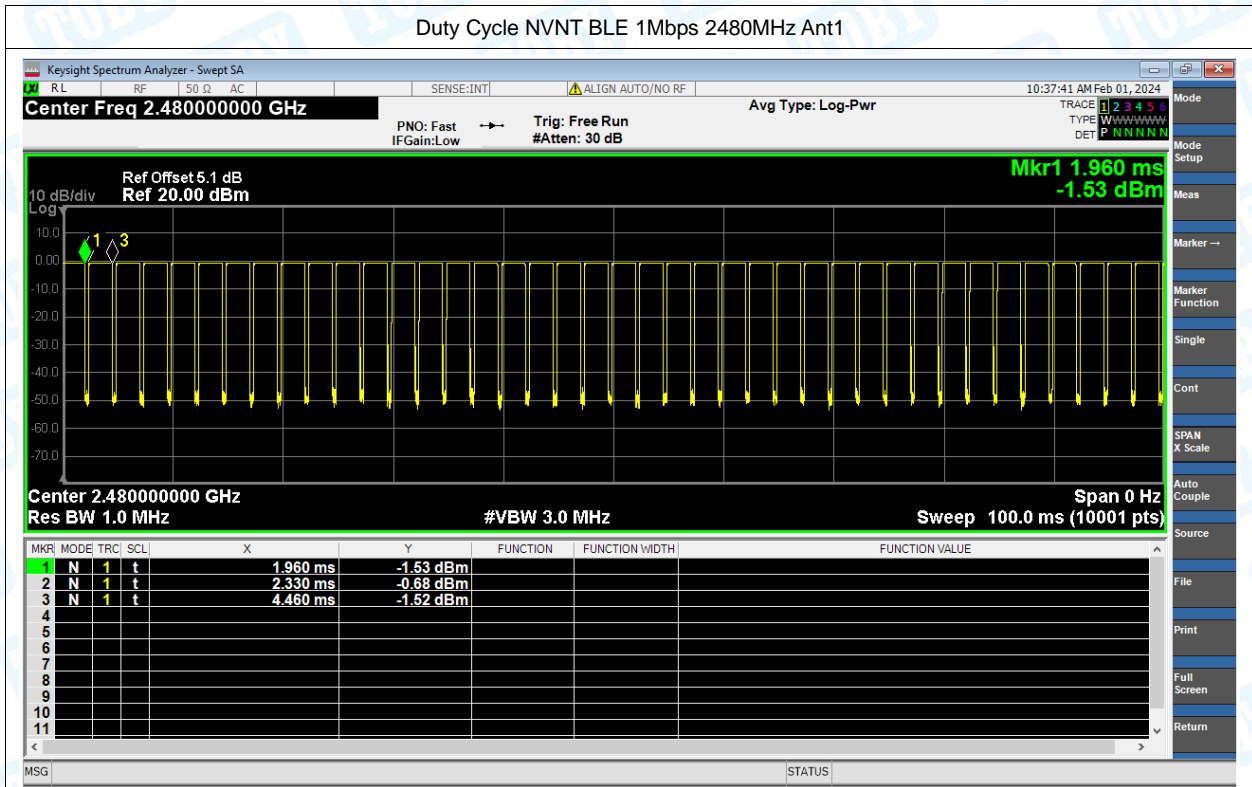 Duty Cycle NVNT BLE 1Mbps 2480MHz Ant1
Keysight Spectrum Analyzer - Swept SA
LXI RL RF 50 Ω AC SENSE:INT ALIGN AUTO/NO RF 10:37:41 AM Feb 01, 2024
Center Freq 2.480000000 GHz
PNO: Fast
IFGain:Low
Trig: Free Run
#Atten: 30 dB
Avg Type: Log-Pwr
TRACE 1 2 3 4 5 6
TYPE WWWWWWW
DET P N N N N N
Mkr1 1.960 ms
-1.53 dBm
Ref Offset 5.1 dB
10 dB/div Ref 20.00 dBm
Log
10.0
0.00
-10.0
-20.0
-30.0
-40.0
-50.0
-60.0
-70.0
1 3
Center 2.480000000 GHz Span 0 Hz
Res BW 1.0 MHz #VBW 3.0 MHz Sweep 100.0 ms (10001 pts)
MKR MODE TRC SCL X Y FUNCTION FUNCTION WIDTH FUNCTION VALUE
1 N 1 t 1.960 ms -1.53 dBm
2 N 1 t 2.330 ms -0.68 dBm
3 N 1 t 4.460 ms -1.52 dBm
4
5
6
7
8
9
10
11
MSG STATUS
Mode
Mode
Setup
Meas
Marker →
Marker
Function
Single
Cont
SPAN
X Scale
Auto
Couple
Source
File
Print
Full
Screen
Return
TOBY